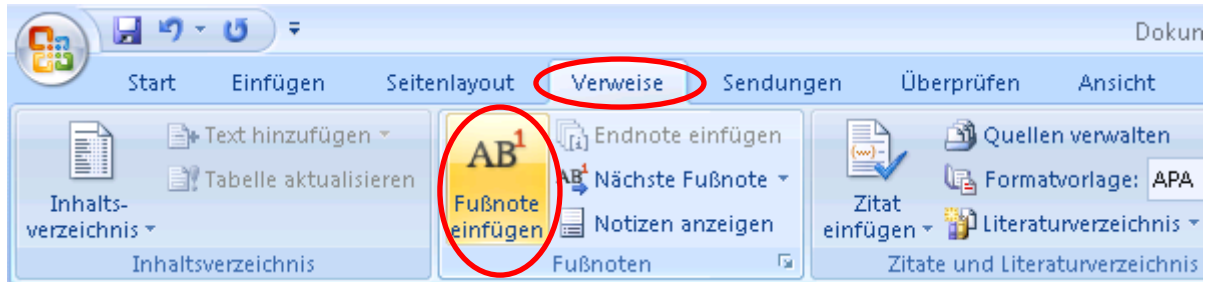 Dokun
Start Einfügen Seitenlayout Verweise Sendungen Überprüfen Ansicht
Inhalts-
verzeichnis
Text hinzufügen
Tabelle aktualisieren
Inhaltsverzeichnis
AB¹
Fußnote
einfügen
Endnote einfügen
AB¹ Nächste Fußnote
Notizen anzeigen
Fußnoten
Zitat
einfügen
Quellen verwalten
Formatvorlage: APA
Literaturverzeichnis
Zitate und Literaturverzeichnis